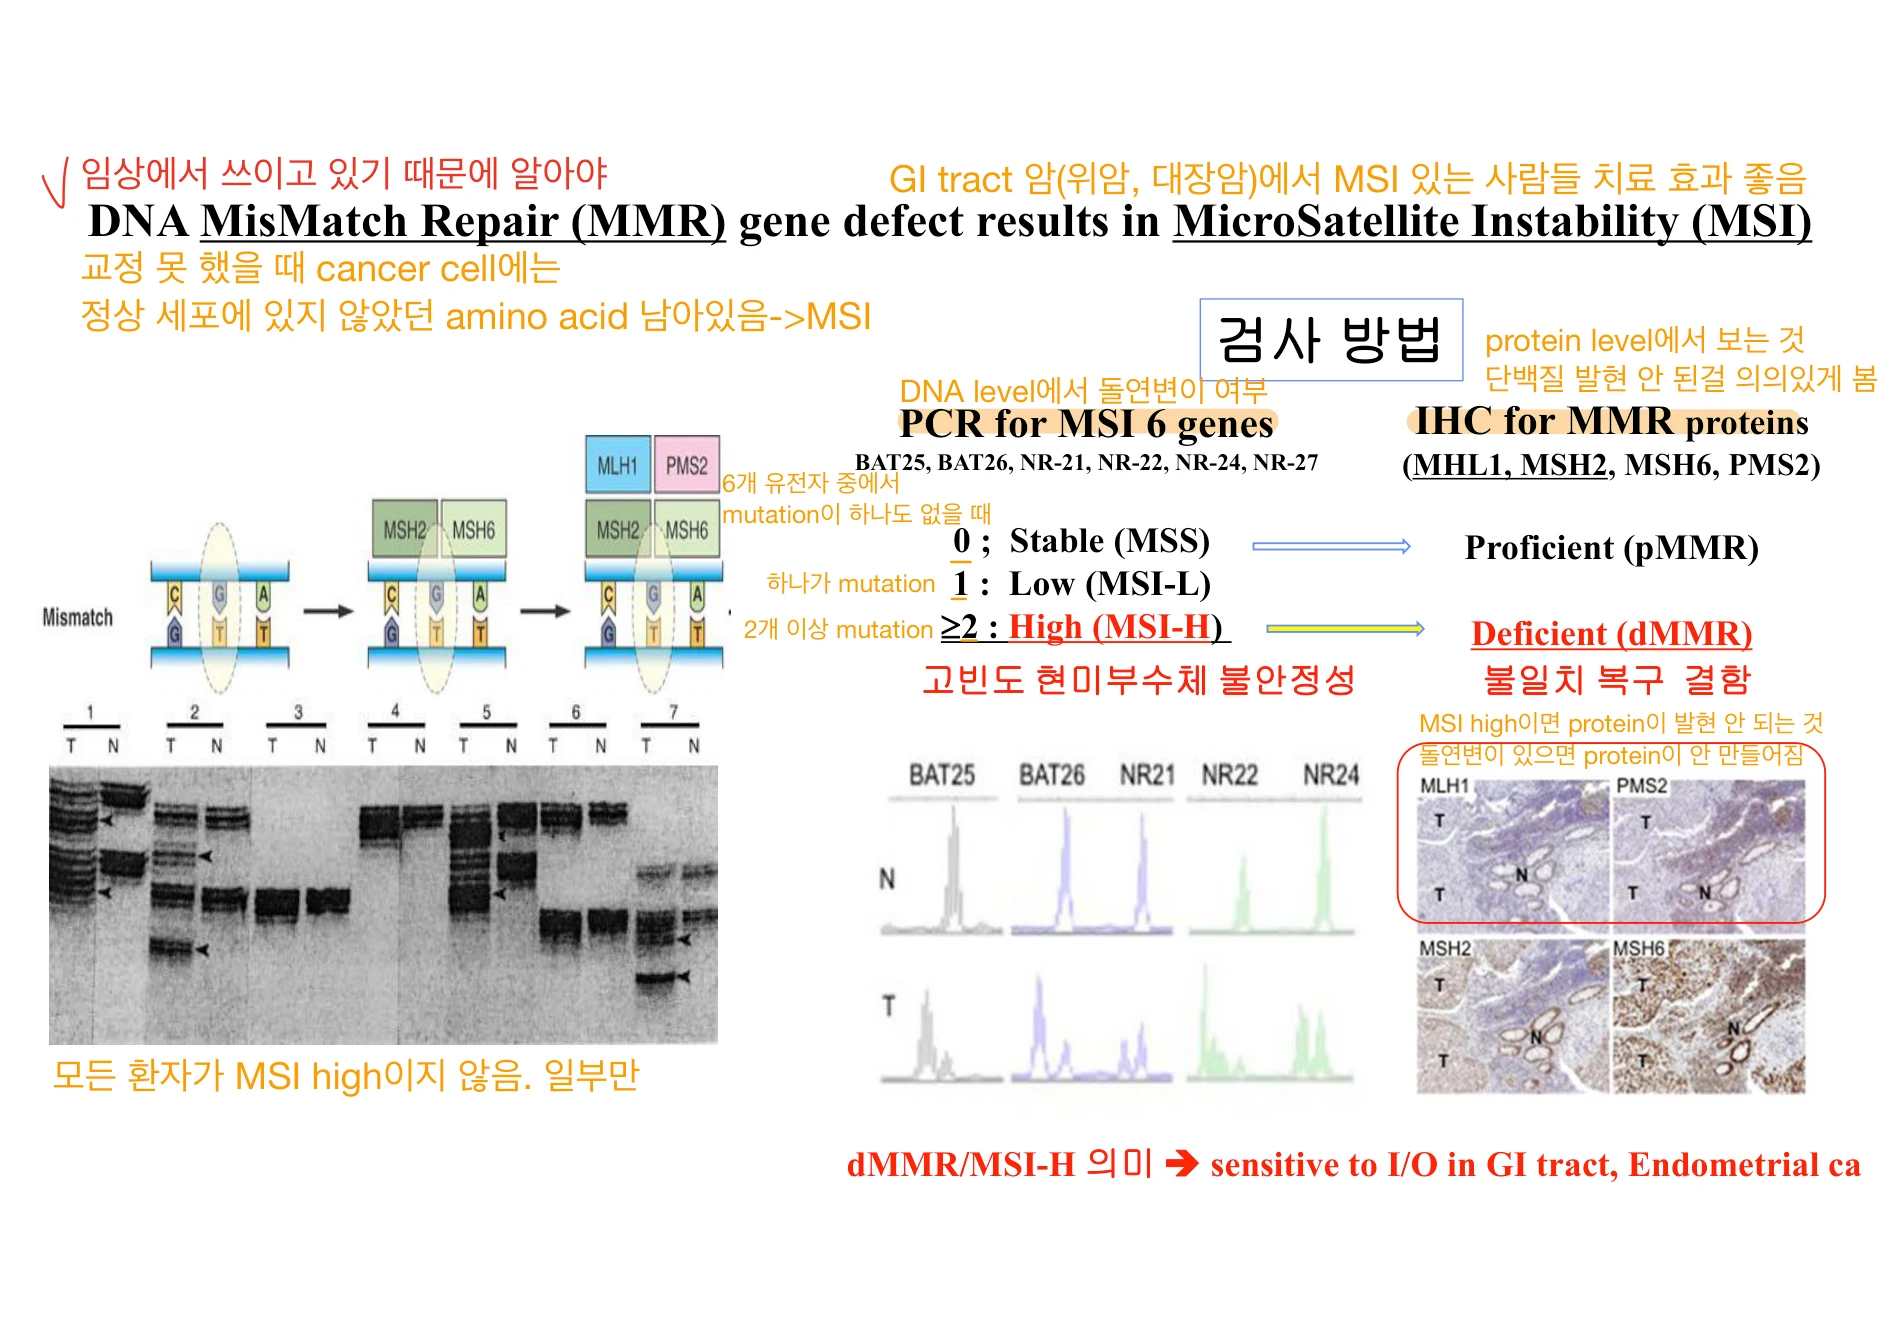 임상에서 쓰이고 있기 때문에 알아야
GI tract 암(위암, 대장암)에서 MSI 있는 사람들 치료 효과 좋음
DNA MisMatch Repair (MMR) gene defect results in MicroSatellite Instability (MSI)
교정 못 했을 때 cancer cell에는
정상 세포에 있지 않았던 amino acid 남아있음->MSI
검사 방법
DNA level에서 돌연변이 여부
PCR for MSI 6 genes
BAT25, BAT26, NR-21, NR-22, NR-24, NR-27
protein level에서 보는 것
단백질 발현 안 된걸 의의있게 봄
IHC for MMR proteins
(MHL1, MSH2, MSH6, PMS2)
6개 유전자 중에서
mutation이 하나도 없을 때
0 ; Stable (MSS)
Proficient (pMMR)
하나가 mutation
1 : Low (MSI-L)
2개 이상 mutation
≥2 : High (MSI-H)
Deficient (dMMR)
고빈도 현미부수체 불안정성
불일치 복구 결함
MSI high이면 protein이 발현 안 되는 것
돌연변이 있으면 protein이 안 만들어짐
MLH1 PMS2
MSH2 MSH6 MSH2 MSH6
Mismatch
C G A C G A C G A
G T T G T T G T T
1 2 3 4 5 6 7
T N T N T N T N T N T N T N
모든 환자가 MSI high이지 않음. 일부만
BAT25 BAT26 NR21 NR22 NR24
N
T
MLH1 PMS2
T T
N N
T T
MSH2 MSH6
T T
N N
T T
dMMR/MSI-H 의미 ➔ sensitive to I/O in GI tract, Endometrial ca